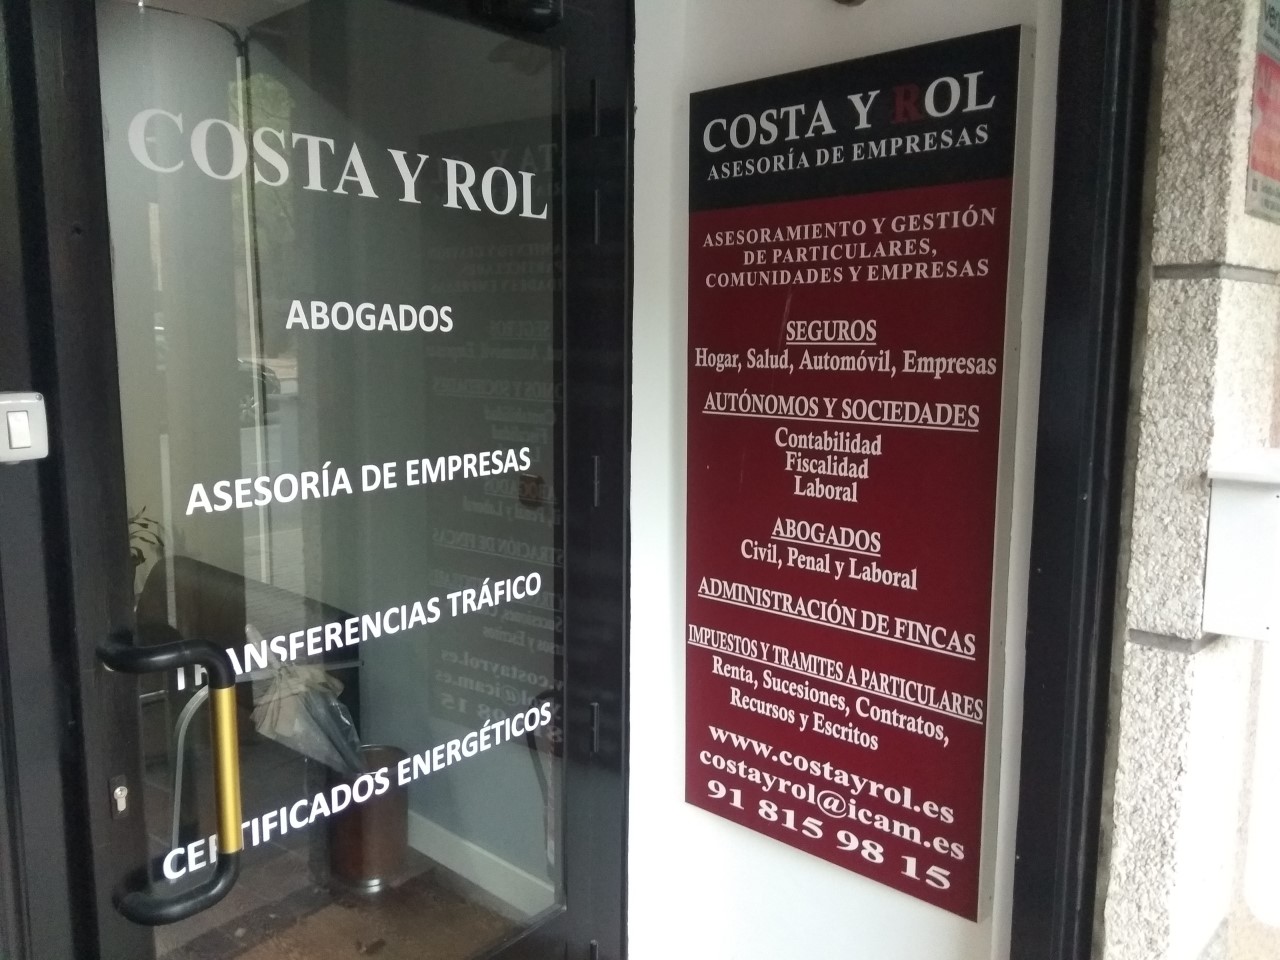 COSTA Y ROL
ABOGADOS
ASESORÍA DE EMPRESAS
TRANSFERENCIAS TRÁFICO
CERTIFICADOS ENERGÉTICOS
COSTA Y ROL
ASESORÍA DE EMPRESAS
ASESORAMIENTO Y GESTIÓN
DE PARTICULARES,
COMUNIDADES Y EMPRESAS
SEGUROS
Hogar, Salud, Automóvil, Empresas
AUTÓNOMOS Y SOCIEDADES
Contabilidad
Fiscalidad
Laboral
ABOGADOS
Civil, Penal y Laboral
ADMINISTRACIÓN DE FINCAS
IMPUESTOS Y TRAMITES A PARTICULARES
Renta, Sucesiones, Contratos,
Recursos y Escritos
www.costayrol.es
costayrol@icam.es
91 815 98 15